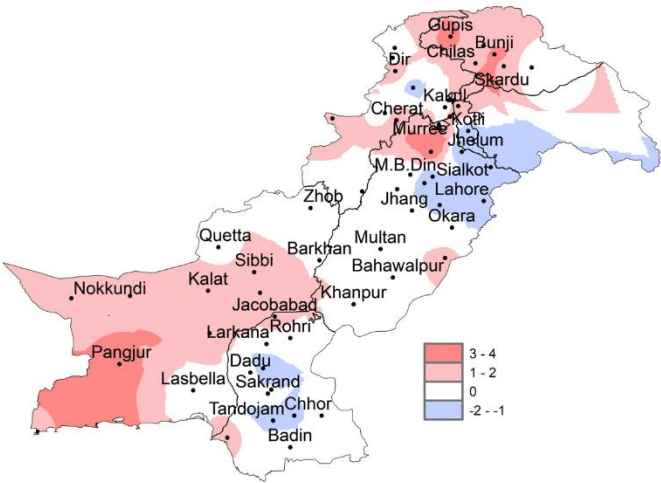 Gupis
Bunji
Chilas
Dir
Skardu
Kakul
Cherat
Kotli
Murree
Jhelum
M.B.Din
Sialkot
Zhob
Jhang
Lahore
Okara
Quetta
Multan
Barkhan
Sibbi
Bahawalpur
Nokkundi
Kalat
Jacobabad
Khanpur
Larkana
Rohri
Pangjur
Dadu
Lasbella
Sakrand
Tandojam
Chhor
Badin
3 - 4
1 - 2
0
-2 - -1